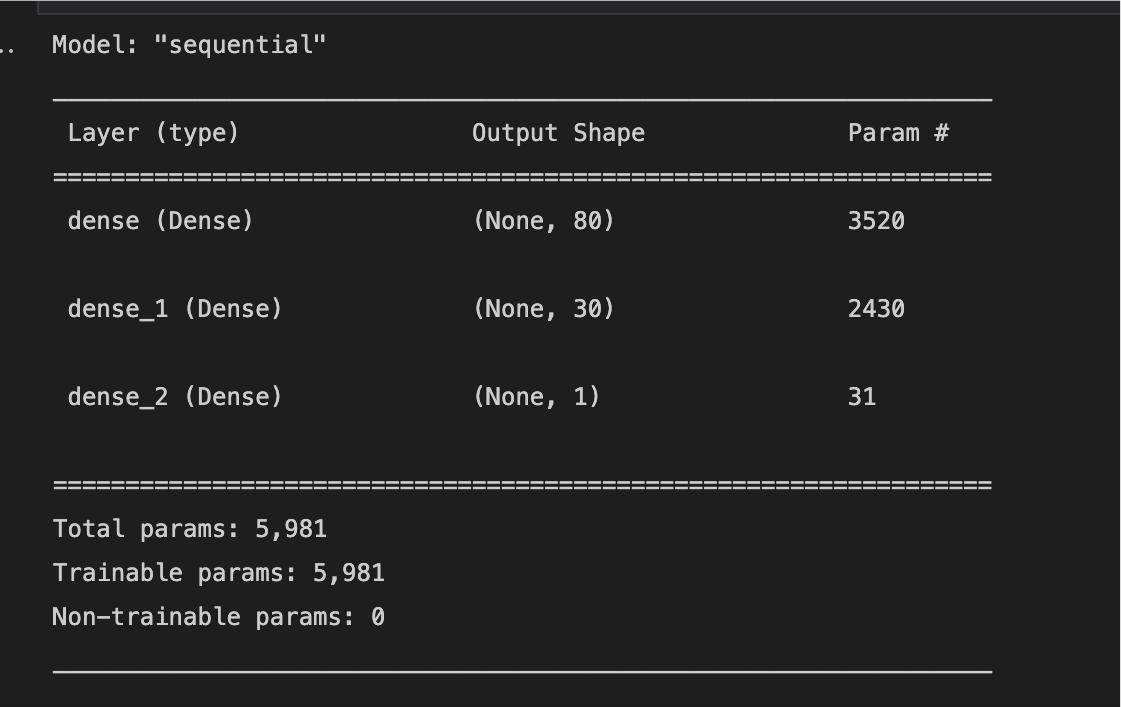 ..
Model: "sequential"
Layer (type) Output Shape Param #
=================================================================
dense (Dense) (None, 80) 3520
dense_1 (Dense) (None, 30) 2430
dense_2 (Dense) (None, 1) 31
=================================================================
Total params: 5,981
Trainable params: 5,981
Non-trainable params: 0